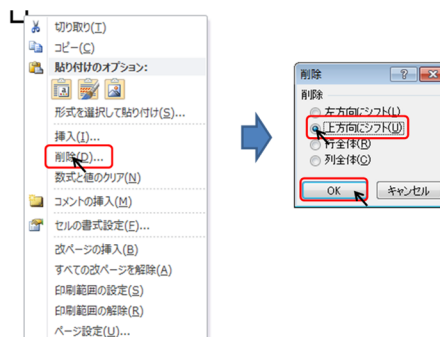 切り取り(T)
コピー(C)
貼り付けのオプション:
形式を選択して貼り付け(S)...
挿入(I)...
削除(D)...
数式と値のクリア(N)
コメントの挿入(M)
セルの書式設定(F)...
改ページの挿入(B)
すべての改ページを解除(A)
印刷範囲の設定(S)
印刷範囲の解除(R)
ページ設定(U)...
削除
削除
左方向にシフト(L)
上方向にシフト(U)
行全体(R)
列全体(C)
OK
キャンセル